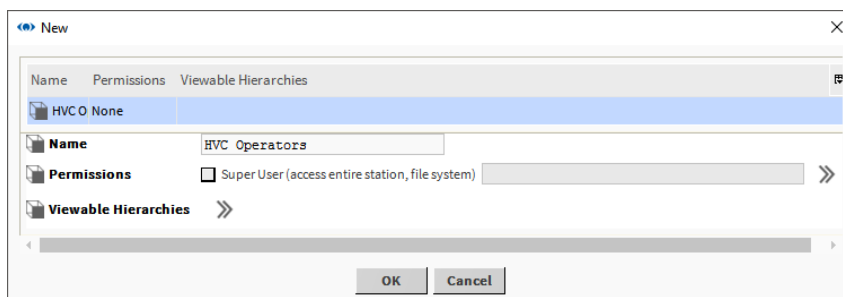 New
Name Permissions Viewable Hierarchies
HVC O None
Name HVC Operators
Permissions Super User (access entire station, file system)
Viewable Hierarchies
OK Cancel